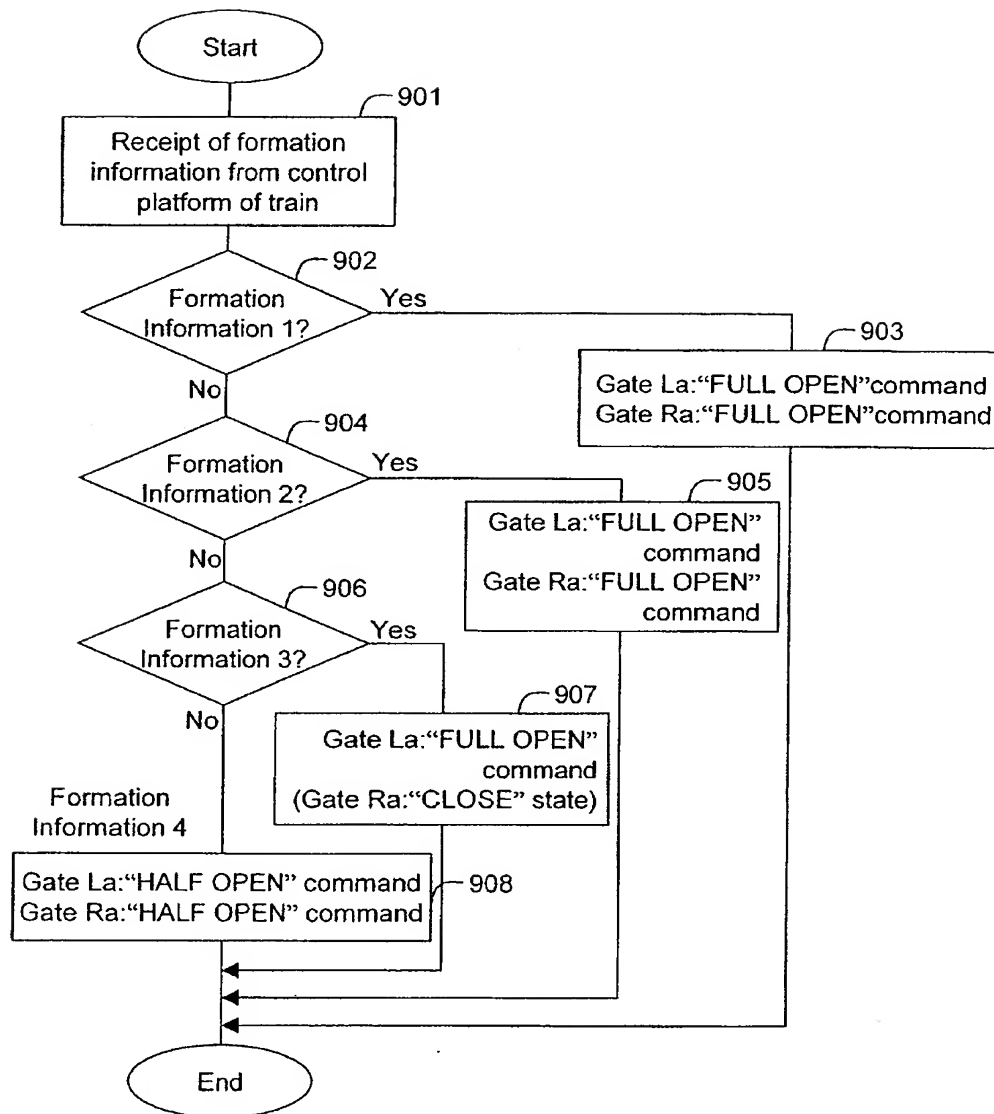 Start
901
Receipt of formation
information from control
platform of train
902
Formation
Information 1?
Yes
No
903
Gate La:“FULL OPEN”command
Gate Ra:“FULL OPEN”command
904
Formation
Information 2?
Yes
No
905
Gate La:“FULL OPEN”
command
Gate Ra:“FULL OPEN”
command
906
Formation
Information 3?
Yes
No
907
Gate La:“FULL OPEN”
command
(Gate Ra:“CLOSE” state)
Formation
Information 4
Gate La:“HALF OPEN” command
Gate Ra:“HALF OPEN” command
908
End